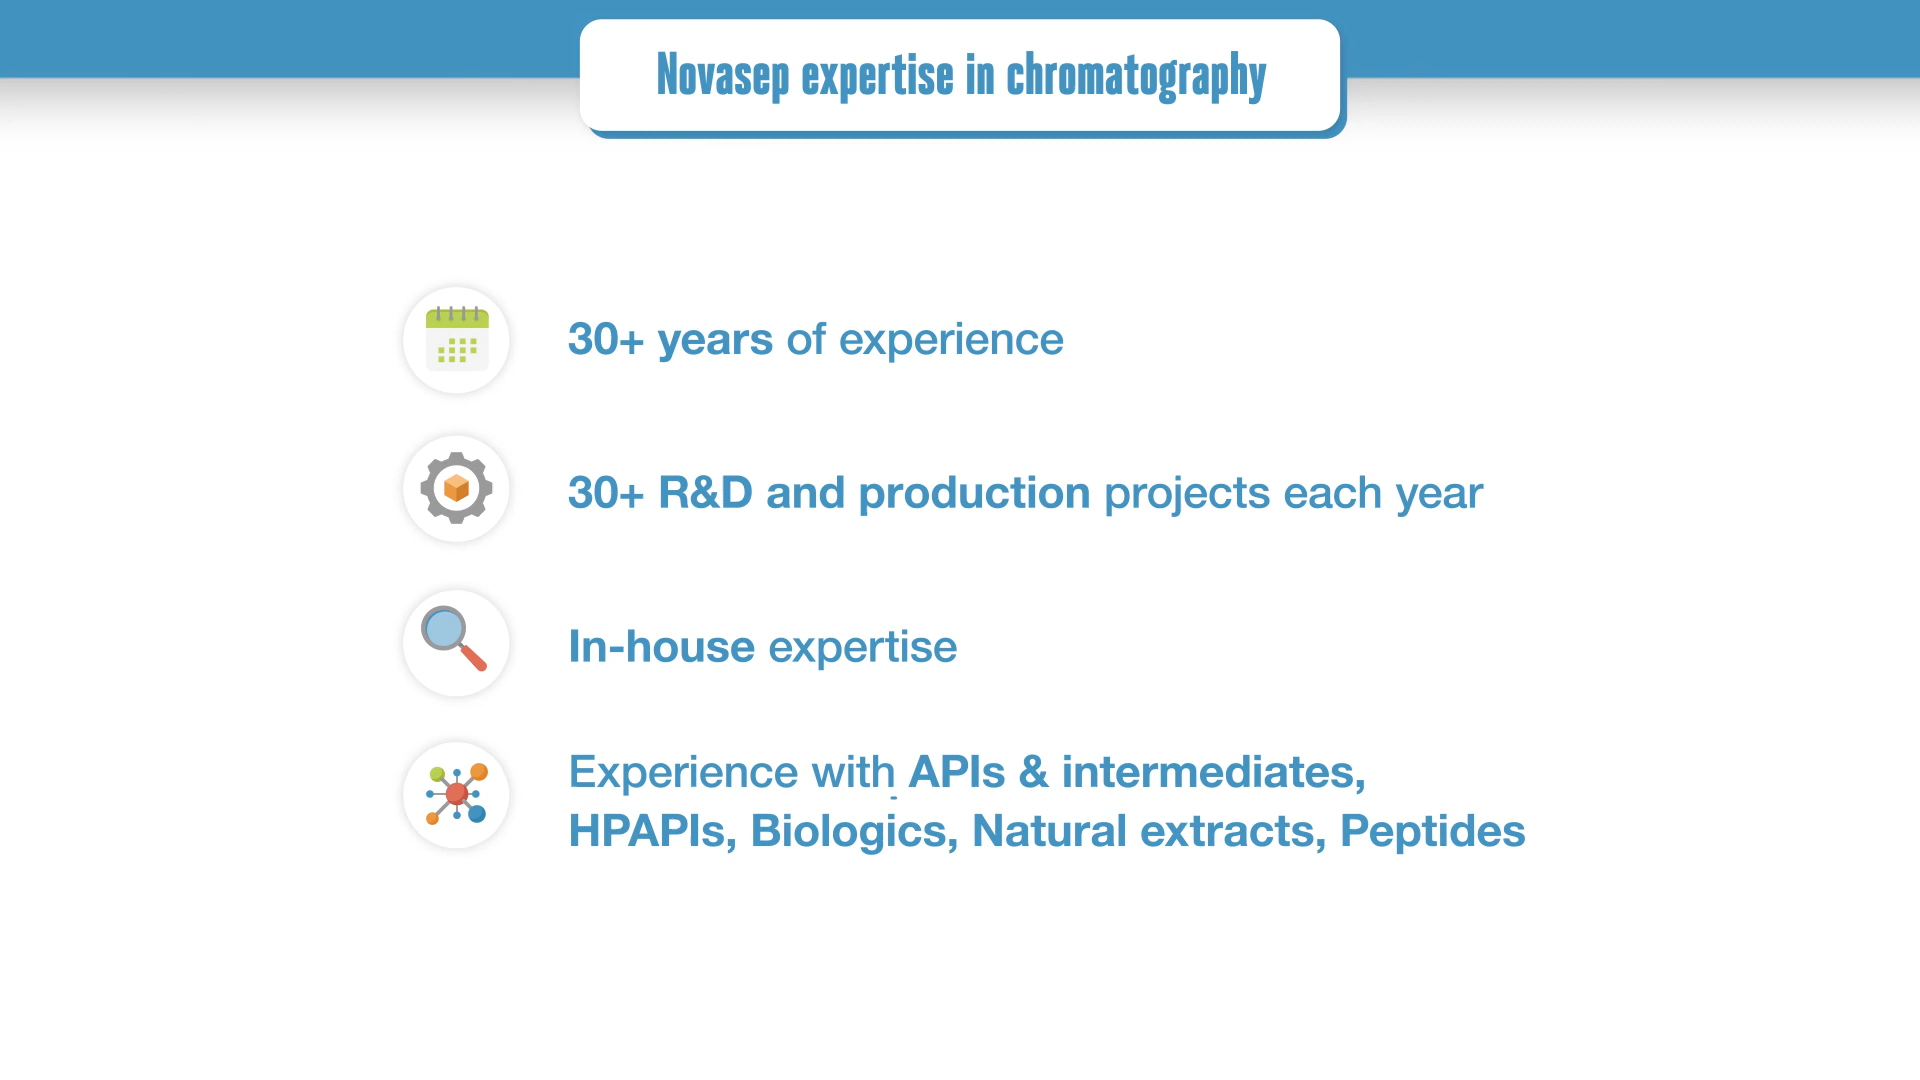 Novasep expertise in chromatography
30+ years of experience
30+ R&D and production projects each year
In-house expertise
Experience with APIs & intermediates,
HPAPIs, Biologics, Natural extracts, Peptides